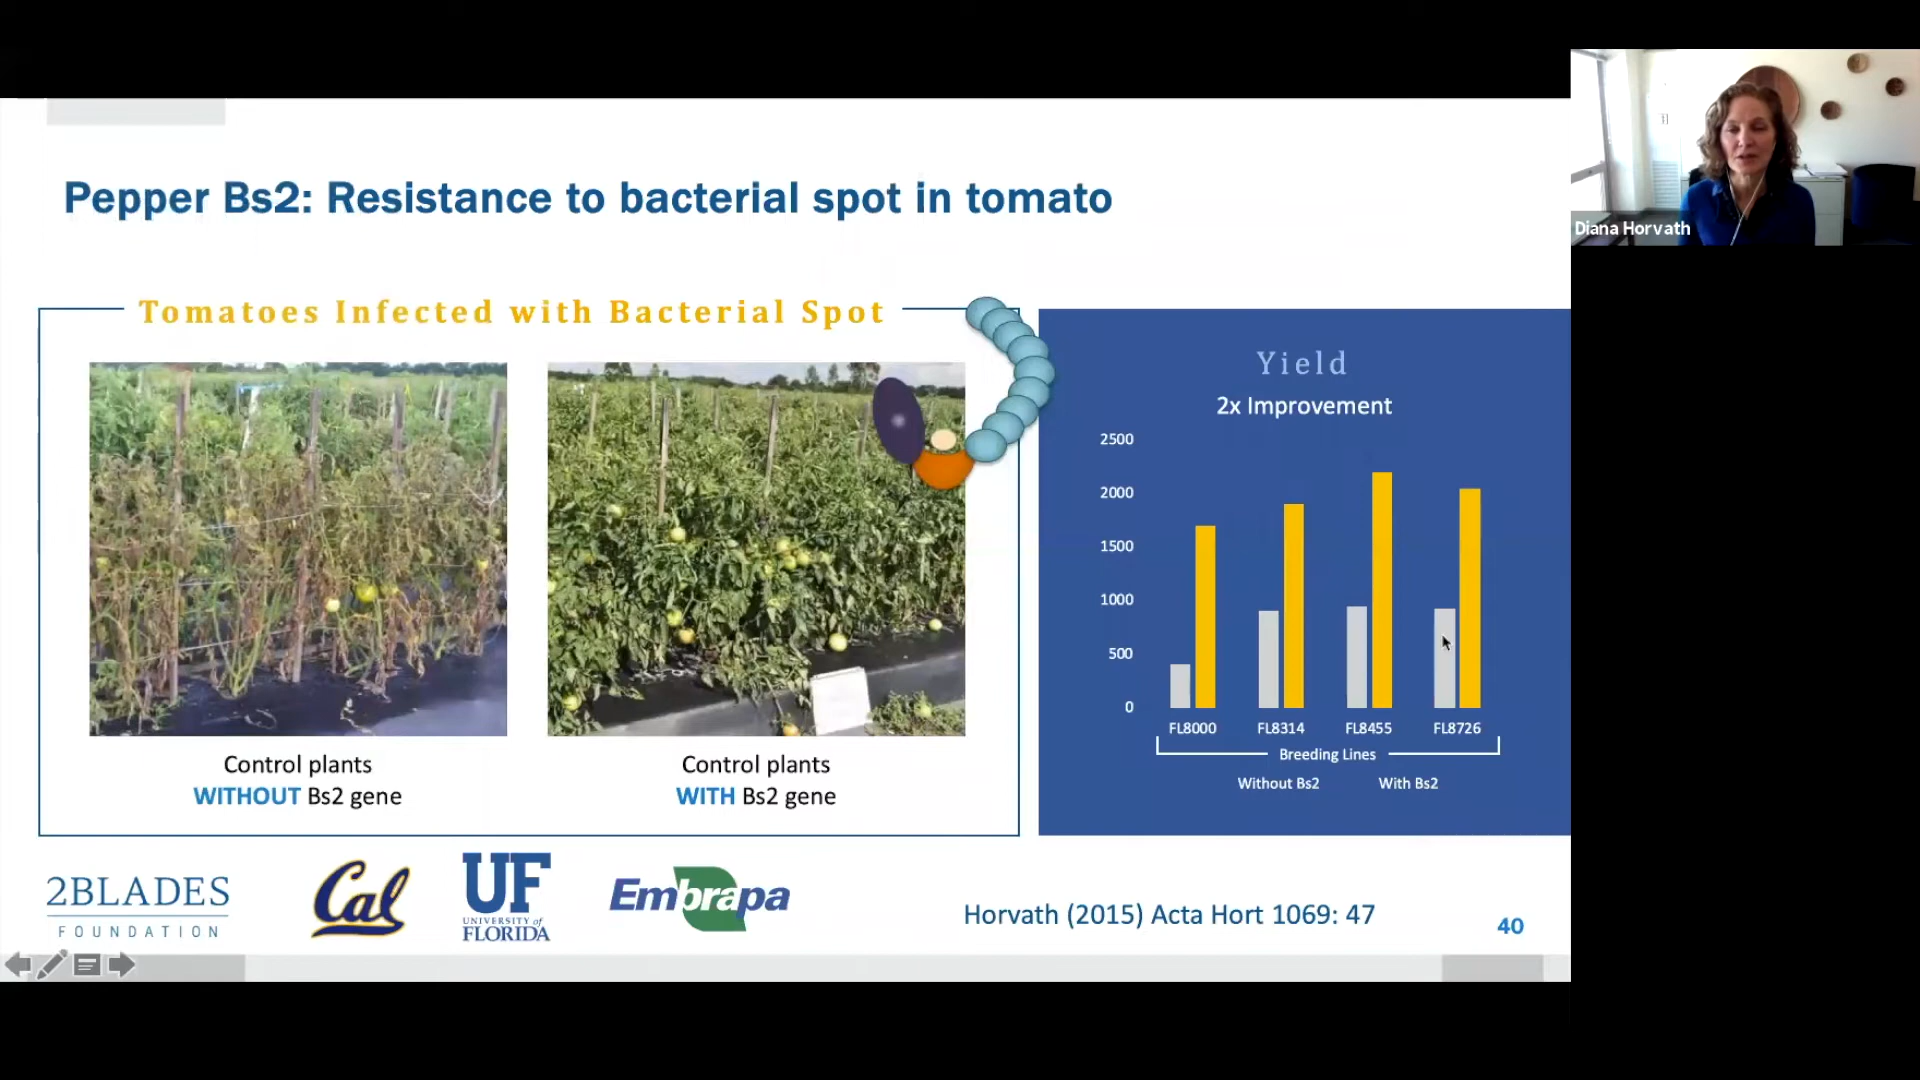 Diana Horvath
Pepper Bs2: Resistance to bacterial spot in tomato
Tomatoes Infected with Bacterial Spot
Control plants
WITHOUT Bs2 gene
Control plants
WITH Bs2 gene
Yield
2x Improvement
2500
2000
1500
1000
500
0
FL8000 FL8314 FL8455 FL8726
Breeding Lines
Without Bs2 With Bs2
2BLADES
FOUNDATION
Cal
UF
UNIVERSITY of
FLORIDA
Embrapa
Horvath (2015) Acta Hort 1069: 47
40